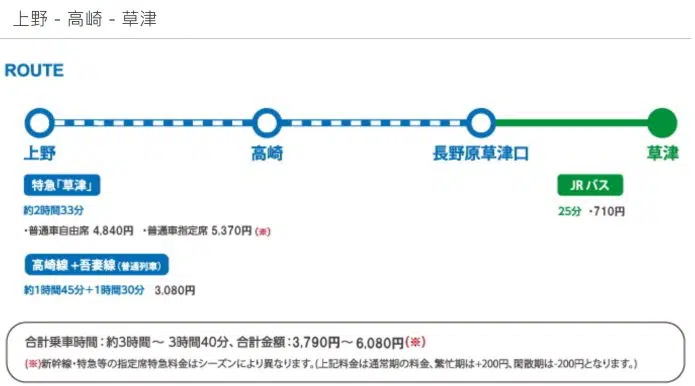 上野 - 高崎 - 草津
ROUTE
上野 高崎 長野原草津口 草津
特急「草津」 JRバス
約2時間33分 25分 ・710円
・普通車自由席 4,840円 ・普通車指定席 5,370円 (※)
高崎線+吾妻線(普通列車)
約1時間45分+1時間30分 3,080円
合計乗車時間:約3時間~ 3時間40分、合計金額:3,790円~ 6,080円(※)
(※)新幹線・特急等の指定席特急料金はシーズンにより異なります。(上記料金は通常期の料金、繁忙期は+200円、閑散期は-200円となります。)